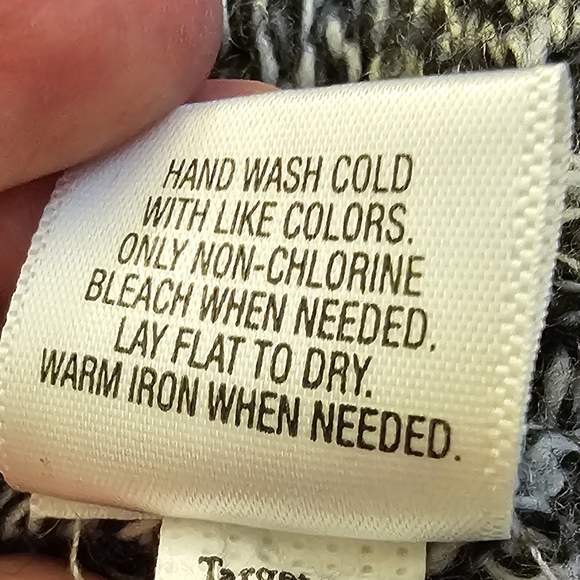 HAND WASH COLD
WITH LIKE COLORS.
ONLY NON-CHLORINE
BLEACH WHEN NEEDED.
LAY FLAT TO DRY.
WARM IRON WHEN NEEDED.
Target